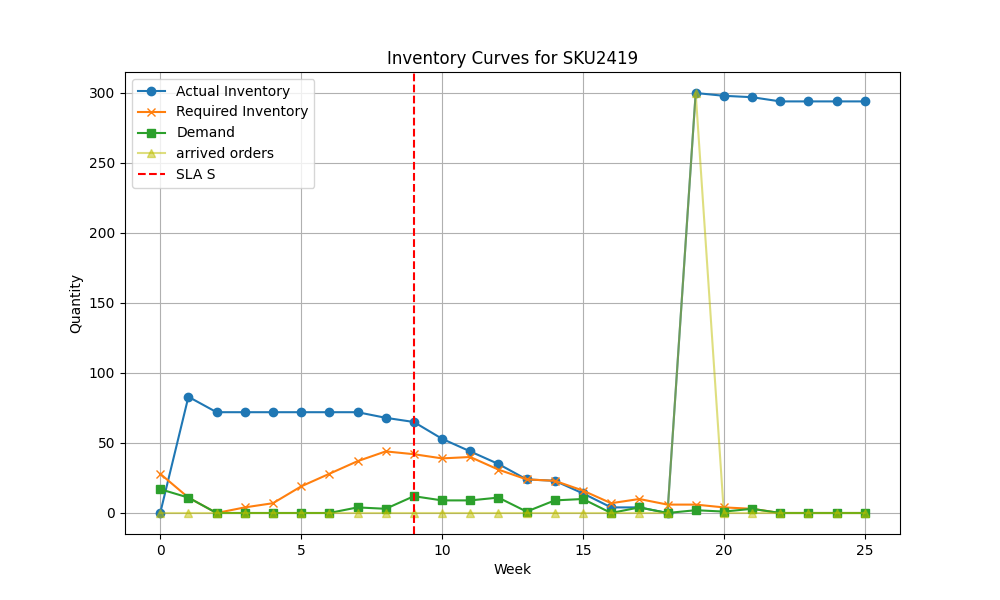 Inventory Curves for SKU2419
Actual Inventory
Required Inventory
Demand
arrived orders
SLA S
Quantity
300
250
200
150
100
50
0
0 5 10 15 20 25
Week